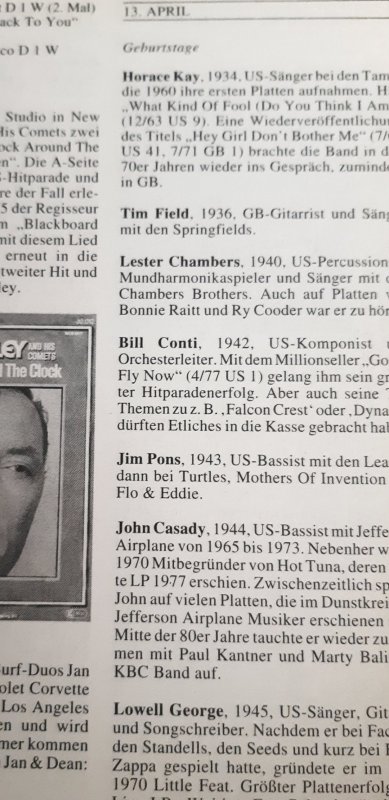 D 1 W (2. Mal)
ack To You"
co D 1 W
Studio in New
His Comets zwei
ock Around The
en". Die A-Seite
-Hitparade und
re der Fall erle-
5 der Regisseur
m „Blackboard
mit diesem Lied
erneut in die
tweiter Hit und
ley.
LEY AND HIS COMETS
The Clock
Surf-Duos Jan
olet Corvette
Los Angeles
en und wird
mer kommen
Jan & Dean:
13. APRIL
Geburtstage
Horace Kay, 1934, US-Sänger bei den Tam
die 1960 ihre ersten Platten aufnahmen. H
„What Kind Of Fool (Do You Think I Am
(12/63 US 9). Eine Wiederveröffentlichun
des Titels „Hey Girl Don't Bother Me" (7/6
US 41, 7/71 GB 1) brachte die Band in d
70er Jahren wieder ins Gespräch, zumind
in GB.
Tim Field, 1936, GB-Gitarrist und Säng
mit den Springfields.
Lester Chambers, 1940, US-Percussion
Mundharmonikaspieler und Sänger mit d
Chambers Brothers. Auch auf Platten v
Bonnie Raitt und Ry Cooder war er zu hör
Bill Conti, 1942, US-Komponist u
Orchesterleiter. Mit dem Millionseller „Go
Fly Now" (4/77 US 1) gelang ihm sein gr
ter Hitparadenerfolg. Aber auch seine T
Themen zu z. B. ‚Falcon Crest' oder ‚Dyna
dürften Etliches in die Kasse gebracht hab
Jim Pons, 1943, US-Bassist mit den Lea
dann bei Turtles, Mothers Of Invention
Flo & Eddie.
John Casady, 1944, US-Bassist mit Jeffe
Airplane von 1965 bis 1973. Nebenher w
1970 Mitbegründer von Hot Tuna, deren
te LP 1977 erschien. Zwischenzeitlich sp
John auf vielen Platten, die im Dunstkrei
Jefferson Airplane Musiker erschienen
Mitte der 80er Jahre tauchte er wieder zu
men mit Paul Kantner und Marty Bali
KBC Band auf.
Lowell George, 1945, US-Sänger, Gita
und Songschreiber. Nachdem er bei Fac
den Standells, den Seeds und kurz bei F
Zappa gespielt hatte, gründete er im
1970 Little Feat. Größter Plattenerfolg